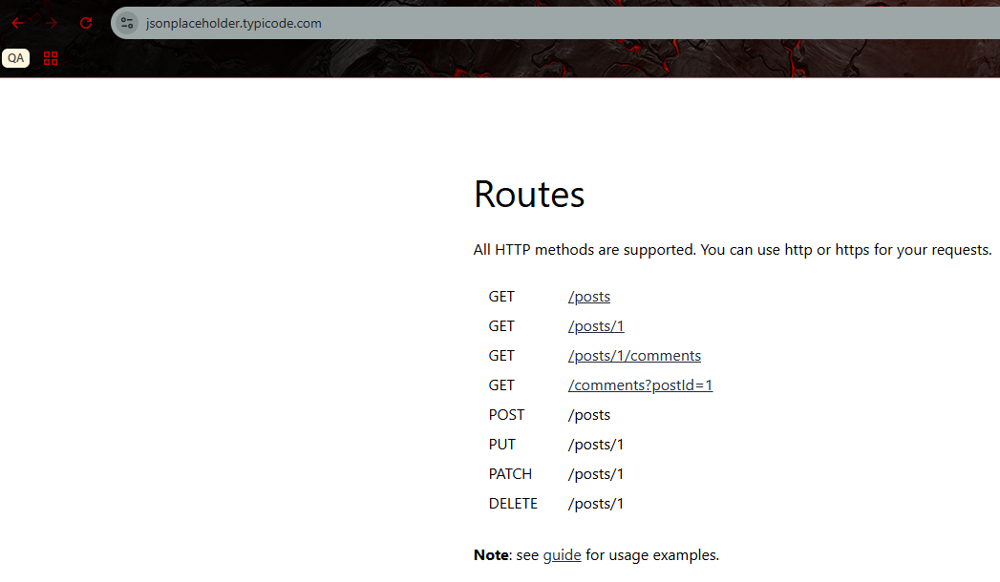 jsonplaceholder.typicode.com
QA
Routes
All HTTP methods are supported. You can use http or https for your requests.
GET /posts
GET /posts/1
GET /posts/1/comments
GET /comments?postId=1
POST /posts
PUT /posts/1
PATCH /posts/1
DELETE /posts/1
Note: see guide for usage examples.